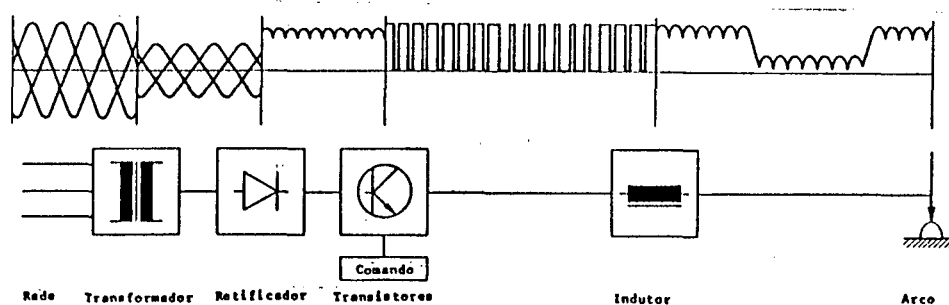 Comando
Rede Transformador Retificador Transistores Indutor Arco